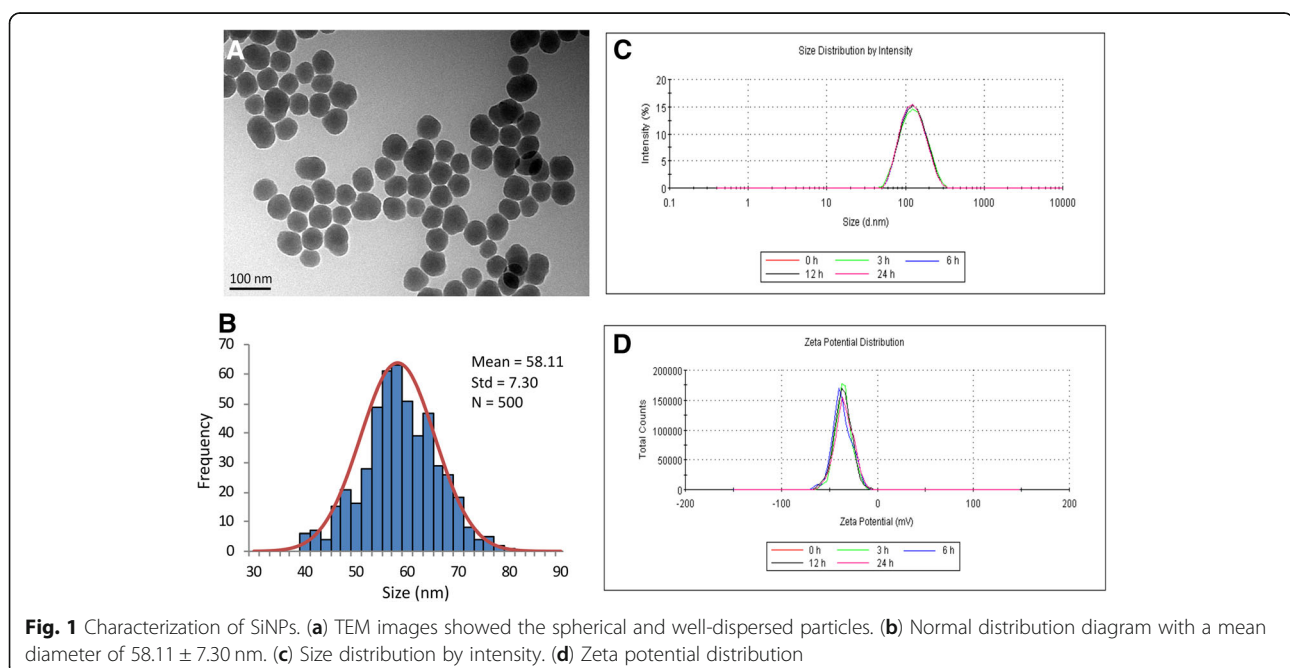 A
100 nm
B
70
60
50
40
30
20
10
0
Frequency
Mean = 58.11
Std = 7.30
N = 500
30 40 50 60 70 80 90
Size (nm)
C
Size Distribution by Intensity
20
15
10
5
0
Intensity (%)
0.1 1 10 100 1000 10000
Size (d.nm)
0 h 3 h 6 h
12 h 24 h
D
Zeta Potential Distribution
200000
150000
100000
50000
0
Total Counts
-200 -100 0 100 200
Zeta Potential (mV)
0 h 3 h 6 h
12 h 24 h
Fig. 1 Characterization of SiNPs. (a) TEM images showed the spherical and well-dispersed particles. (b) Normal distribution diagram with a mean
diameter of 58.11 ± 7.30 nm. (c) Size distribution by intensity. (d) Zeta potential distribution